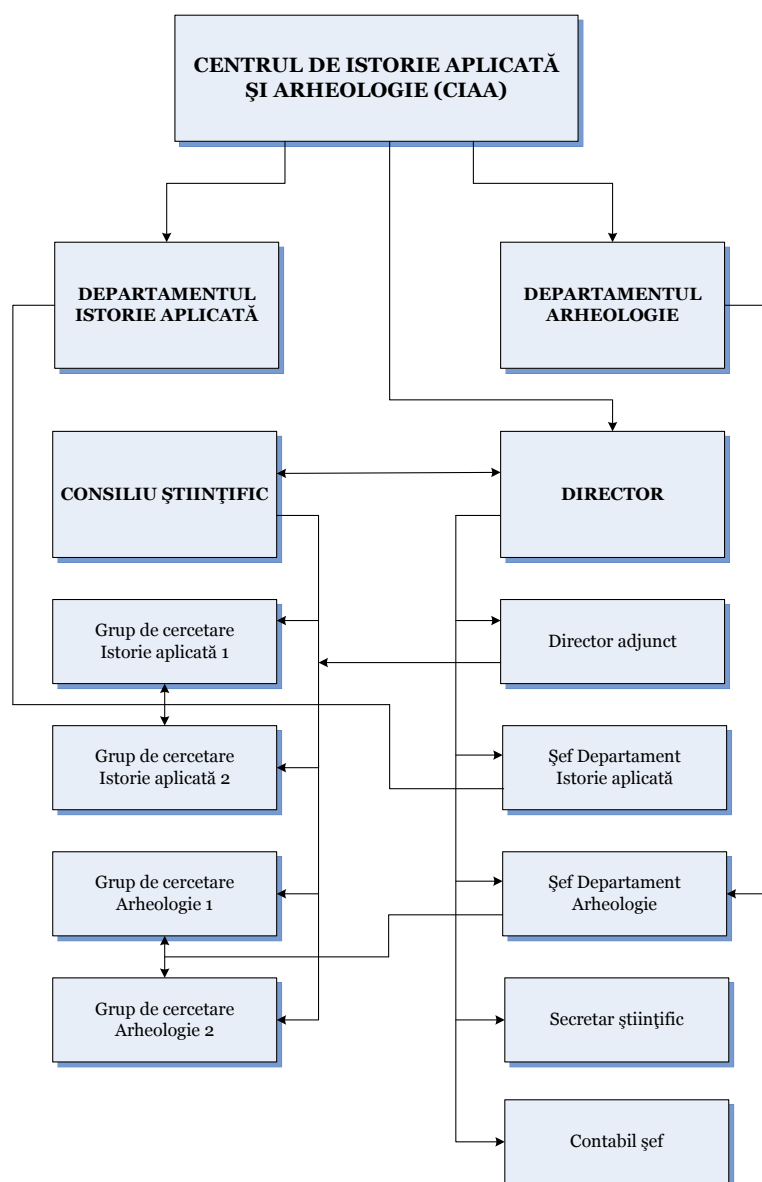 CENTRUL DE ISTORIE APLICATĂ
ŞI ARHEOLOGIE (CIAA)
DEPARTAMENTUL
ISTORIE APLICATĂ
DEPARTAMENTUL
ARHEOLOGIE
CONSILIU ŞTIINŢIFIC
DIRECTOR
Grup de cercetare
Istorie aplicată 1
Director adjunct
Grup de cercetare
Istorie aplicată 2
Şef Departament
Istorie aplicată
Grup de cercetare
Arheologie 1
Şef Departament
Arheologie
Grup de cercetare
Arheologie 2
Secretar ştiinţific
Contabil şef